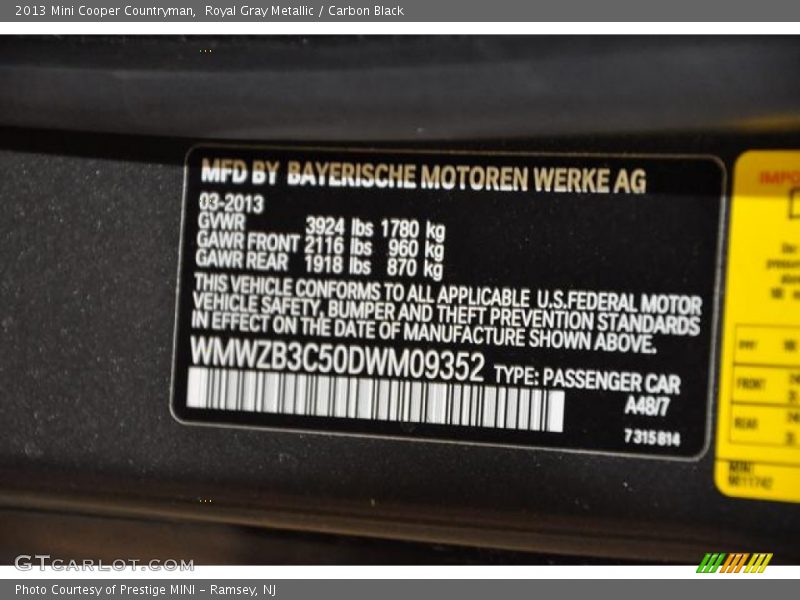 2013 Mini Cooper Countryman, Royal Gray Metallic / Carbon Black
MFD BY BAYERISCHE MOTOREN WERKE AG
03-2013
GVWR 3924 lbs 1780 kg
GAWR FRONT 2116 lbs 960 kg
GAWR REAR 1918 lbs 870 kg
THIS VEHICLE CONFORMS TO ALL APPLICABLE U.S.FEDERAL MOTOR
VEHICLE SAFETY, BUMPER AND THEFT PREVENTION STANDARDS
IN EFFECT ON THE DATE OF MANUFACTURE SHOWN ABOVE.
WMWZB3C50DWM09352 TYPE: PASSENGER CAR
A48/7
7315814
FRONT
REAR
MINI
GTcarlot.com
Photo Courtesy of Prestige MINI - Ramsey, NJ